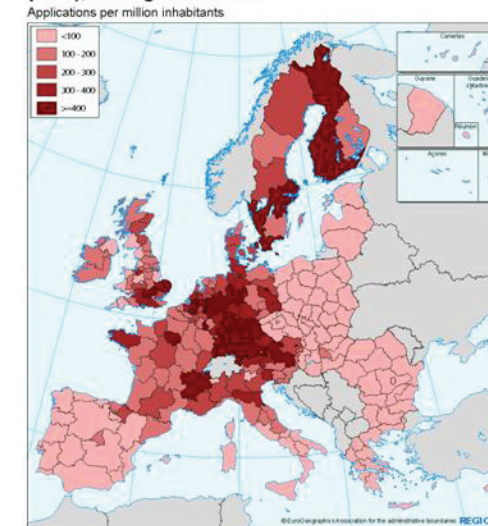 Applications per million inhabitants
<100
100 - 200
200 - 300
300 - 400
>=400
Canarias
Guyane
Réunion
Açores
©EuroGeographics Association for the administrative boundaries